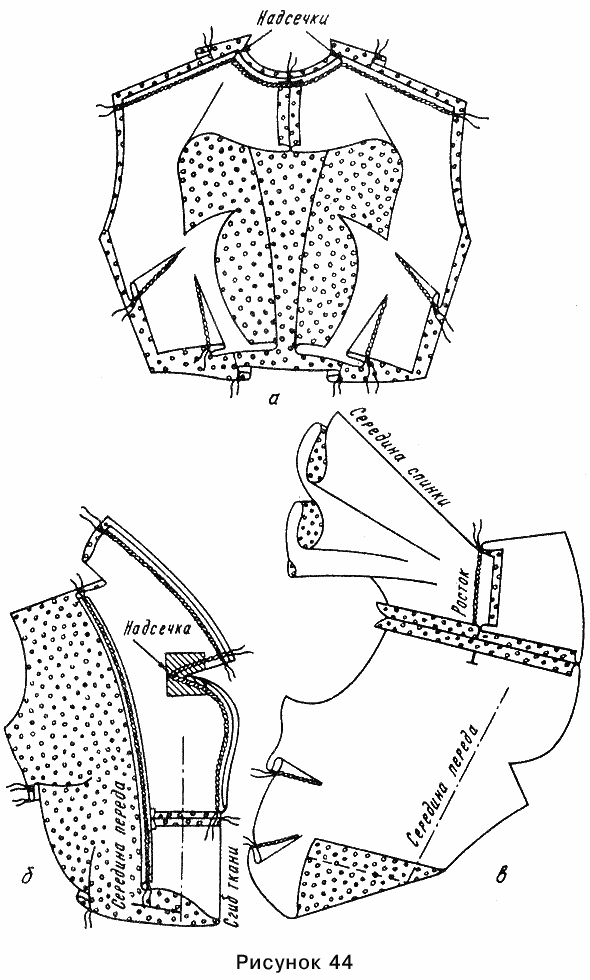 Надсечки
а
Середина спинки
Росток
Надсечка
Середина переда
Середина переда
Сгиб ткани
б
в
Рисунок 44